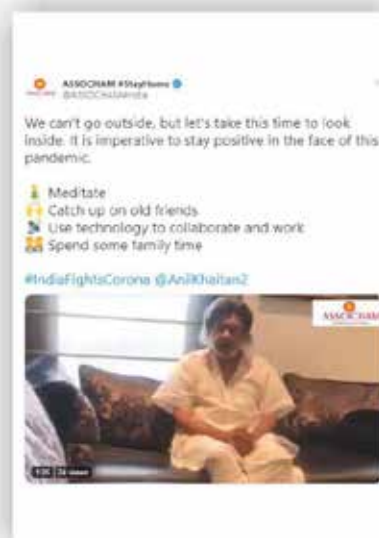 ASSOCHAM #StayHome
We can't go outside, but let's take this time to look
inside. It is imperative to stay positive in the face of this
pandemic.
Meditate
Catch up on old friends
Use technology to collaborate and work
Spend some family time
#IndiaFightsCorona @AnilKhaitan2
ASSOCHAM